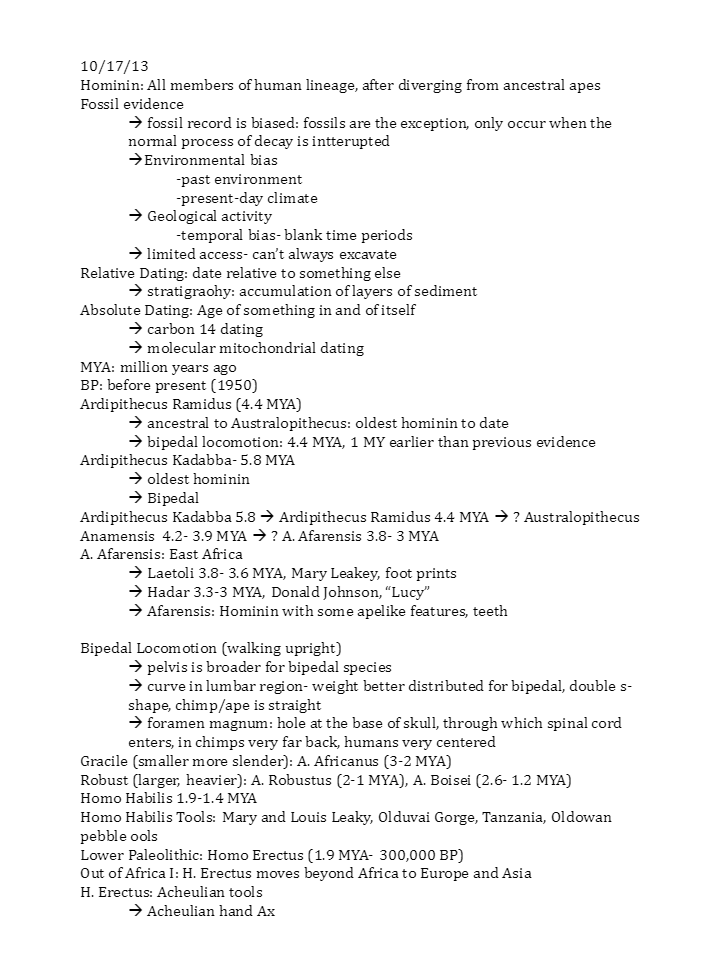 10/17/13
Hominin: All members of human lineage, after diverging from ancestral apes
Fossil evidence
→ fossil record is biased: fossils are the exception, only occur when the
normal process of decay is intterupted
→Environmental bias
-past environment
-present-day climate
→ Geological activity
-temporal bias- blank time periods
→ limited access- can't always excavate
Relative Dating: date relative to something else
→ stratigraohy: accumulation of layers of sediment
Absolute Dating: Age of something in and of itself
→ carbon 14 dating
→ molecular mitochondrial dating
MYA: million years ago
BP: before present (1950)
Ardipithecus Ramidus (4.4 MYA)
→ ancestral to Australopithecus: oldest hominin to date
→ bipedal locomotion: 4.4 MYA, 1 MY earlier than previous evidence
Ardipithecus Kadabba- 5.8 MYA
→ oldest hominin
→ Bipedal
Ardipithecus Kadabba 5.8 → Ardipithecus Ramidus 4.4 MYA → ? Australopithecus
Anamensis 4.2- 3.9 MYA → ? A. Afarensis 3.8- 3 MYA
A. Afarensis: East Africa
→ Laetoli 3.8- 3.6 MYA, Mary Leakey, foot prints
→ Hadar 3.3-3 MYA, Donald Johnson, "Lucy"
→ Afarensis: Hominin with some apelike features, teeth
Bipedal Locomotion (walking upright)
→ pelvis is broader for bipedal species
→ curve in lumbar region- weight better distributed for bipedal, double s-
shape, chimp/ape is straight
→ foramen magnum: hole at the base of skull, through which spinal cord
enters, in chimps very far back, humans very centered
Gracile (smaller more slender): A. Africanus (3-2 MYA)
Robust (larger, heavier): A. Robustus (2-1 MYA), A. Boisei (2.6- 1.2 MYA)
Homo Habilis 1.9-1.4 MYA
Homo Habilis Tools: Mary and Louis Leaky, Olduvai Gorge, Tanzania, Oldowan
pebble ools
Lower Paleolithic: Homo Erectus (1.9 MYA- 300,000 BP)
Out of Africa I: H. Erectus moves beyond Africa to Europe and Asia
H. Erectus: Acheulian tools
→ Acheulian hand Ax